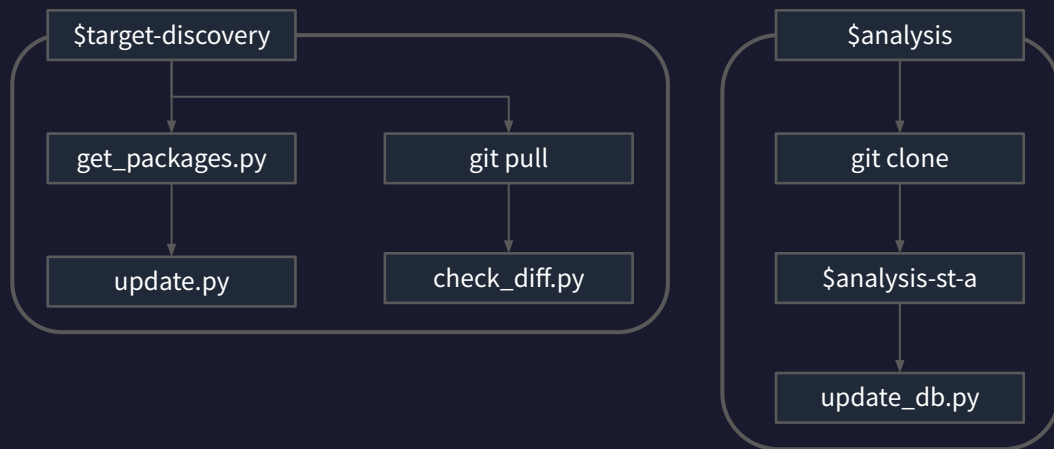 $target-discovery
get_packages.py
git pull
update.py
check_diff.py
$analysis
git clone
$analysis-st-a
update_db.py